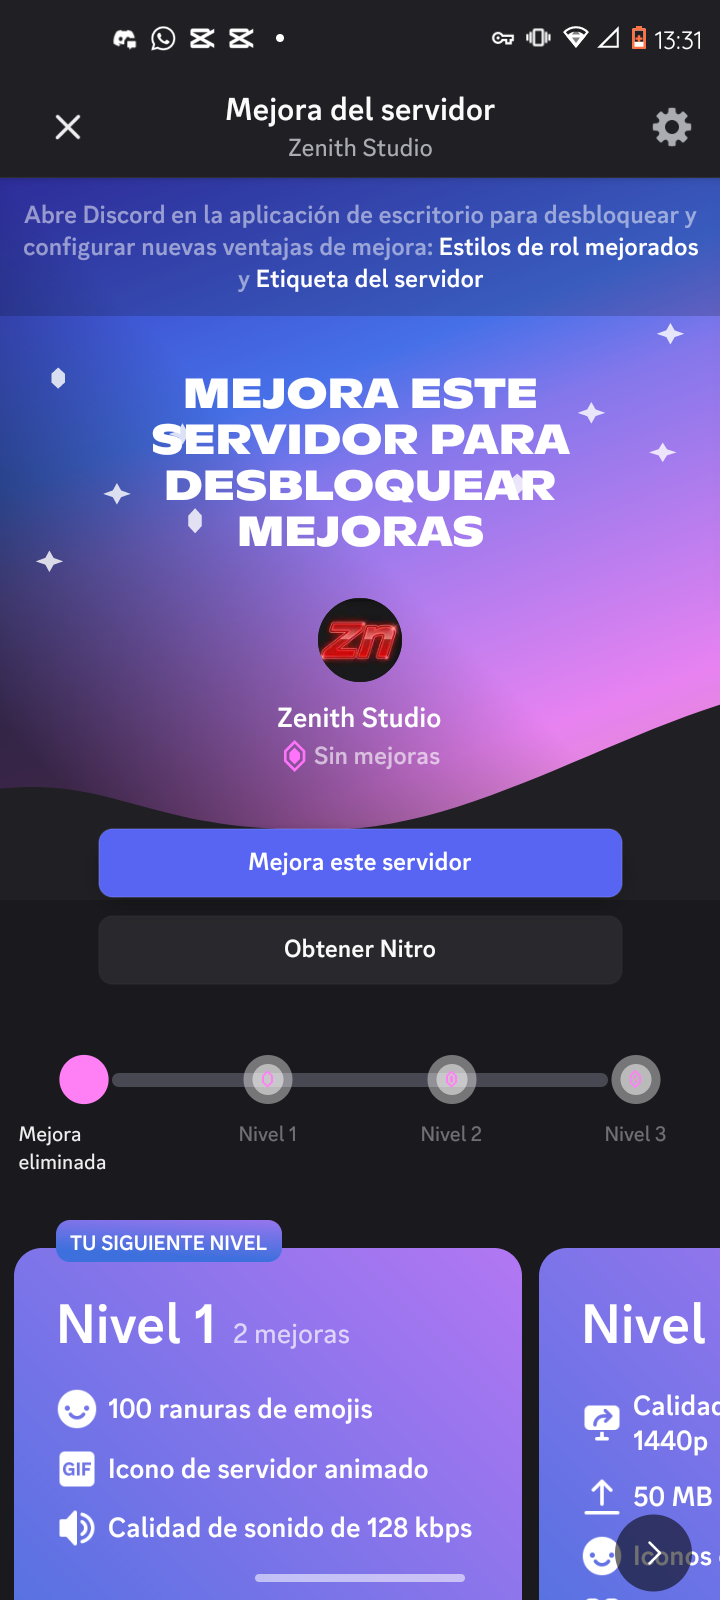 13:31
Mejora del servidor
Zenith Studio
Abre Discord en la aplicación de escritorio para desbloquear y
configurar nuevas ventajas de mejora: Estilos de rol mejorados
y Etiqueta del servidor
MEJORA ESTE
SERVIDOR PARA
DESBLOQUEAR
MEJORAS
Zn
Zenith Studio
Sin mejoras
Mejora este servidor
Obtener Nitro
Mejora
eliminada
Nivel 1
Nivel 2
Nivel 3
TU SIGUIENTE NIVEL
Nivel 1 2 mejoras
100 ranuras de emojis
GIF Icono de servidor animado
Calidad de sonido de 128 kbps
Nivel
Calidad
1440p
50 MB
Iconos